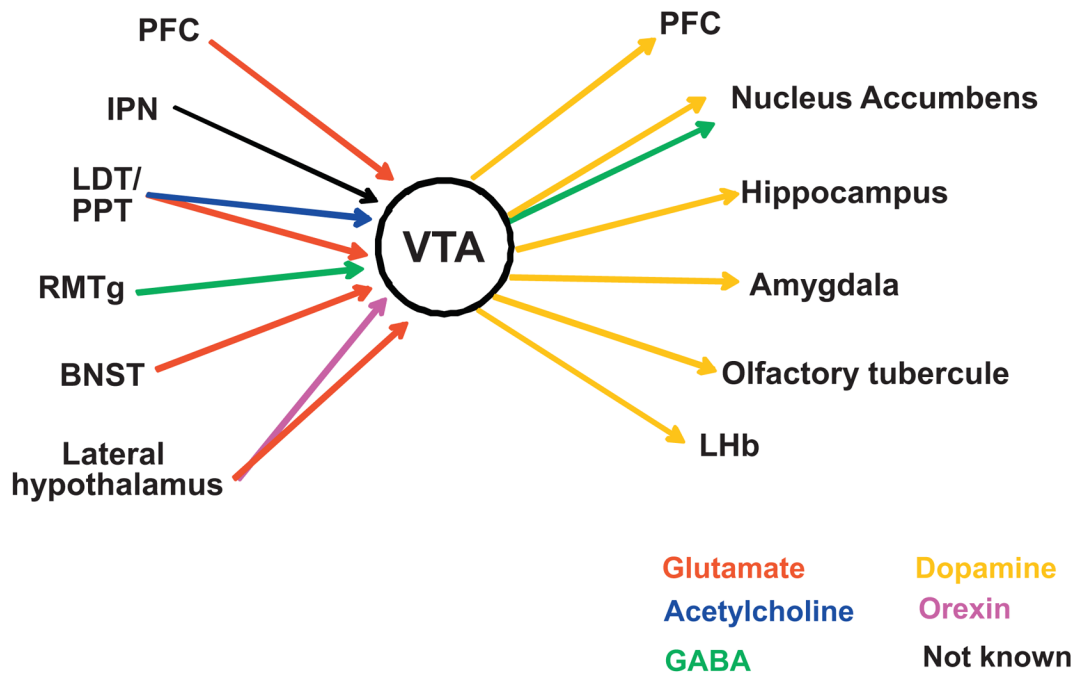 PFC
IPN
LDT/
PPT
RMTg
BNST
Lateral
hypothalamus
VTA
PFC
Nucleus Accumbens
Hippocampus
Amygdala
Olfactory tubercule
LHb
Glutamate
Dopamine
Acetylcholine
Orexin
GABA
Not known